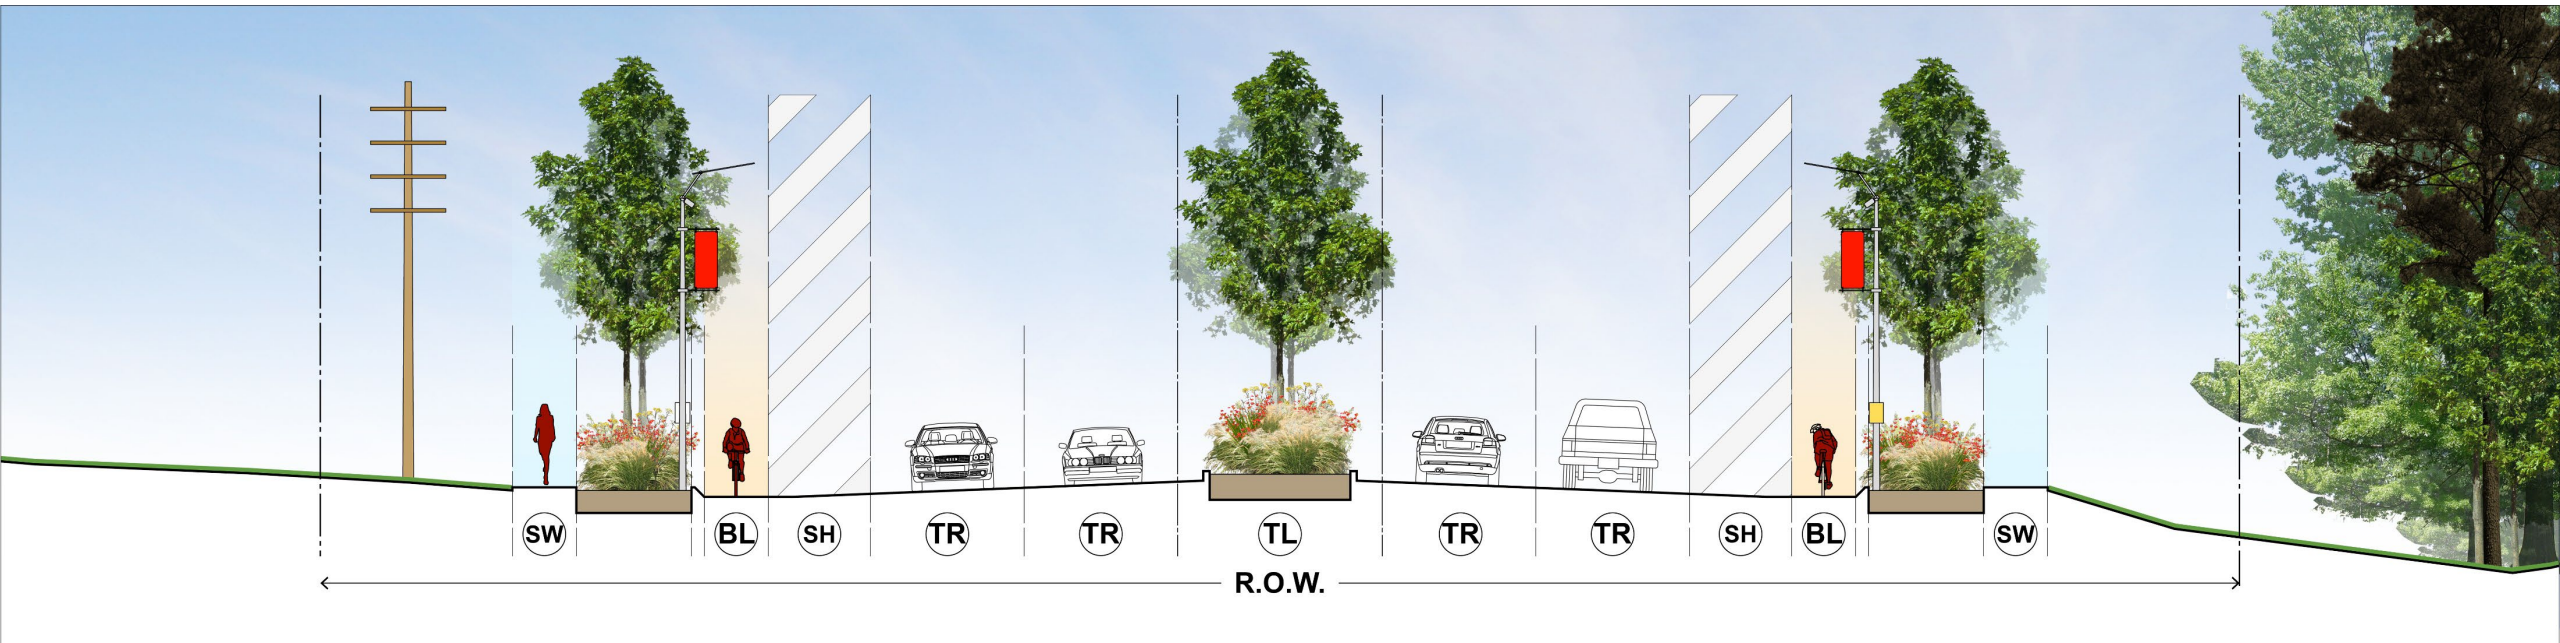 SW BL SH TR TR TL TR TR SH BL SW
R.O.W.